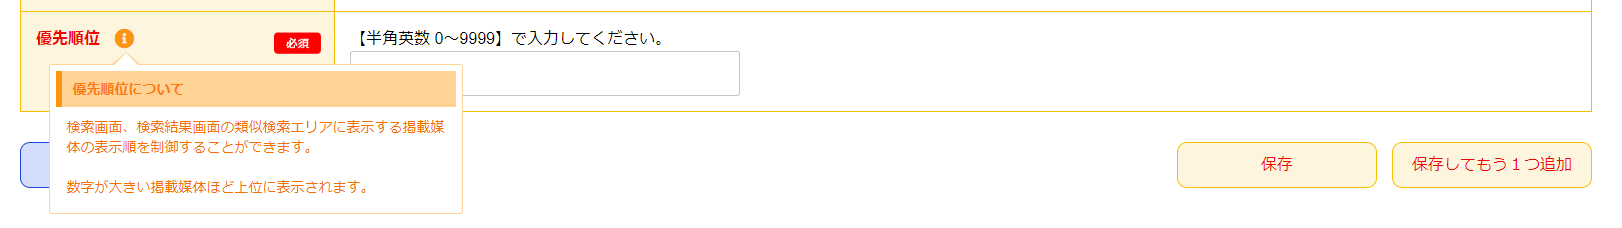 優先順位
必須
【半角英数 0～9999】で入力してください。
優先順位について
検索画面、検索結果画面の類似検索エリアに表示する掲載媒
体の表示順を制御することができます。
数字が大きい掲載媒体ほど上位に表示されます。
保存
保存してもう１つ追加